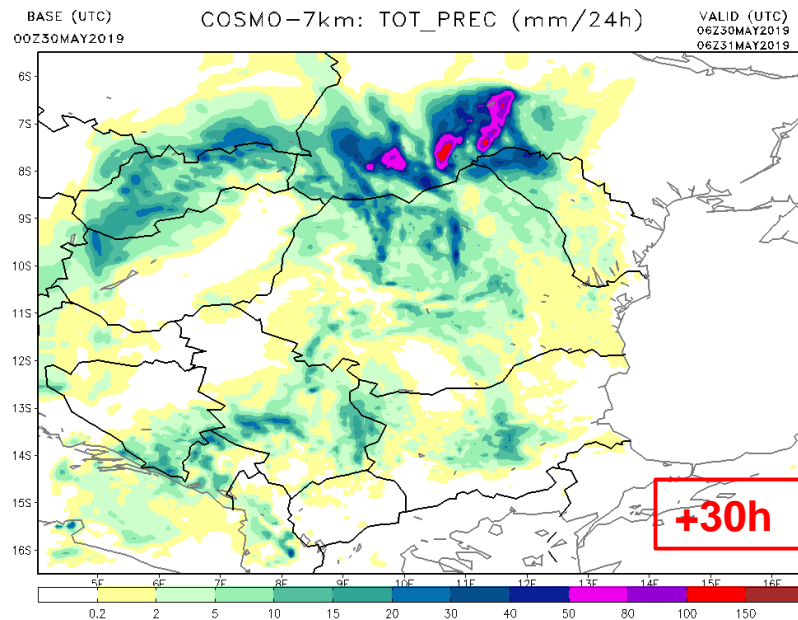 BASE (UTC)
00Z30MAY2019
COSMO-7km: TOT_PREC (mm/24h)
VALID (UTC)
06Z30MAY2019
06Z31MAY2019
6S
7S
8S
9S
10S
11S
12S
13S
14S
15S
16S
+30h
5E 6E 7E 8E 9E 10E 11E 12E 13E 14E 15E 16E
0.2 2 5 10 15 20 30 40 50 80 100 150